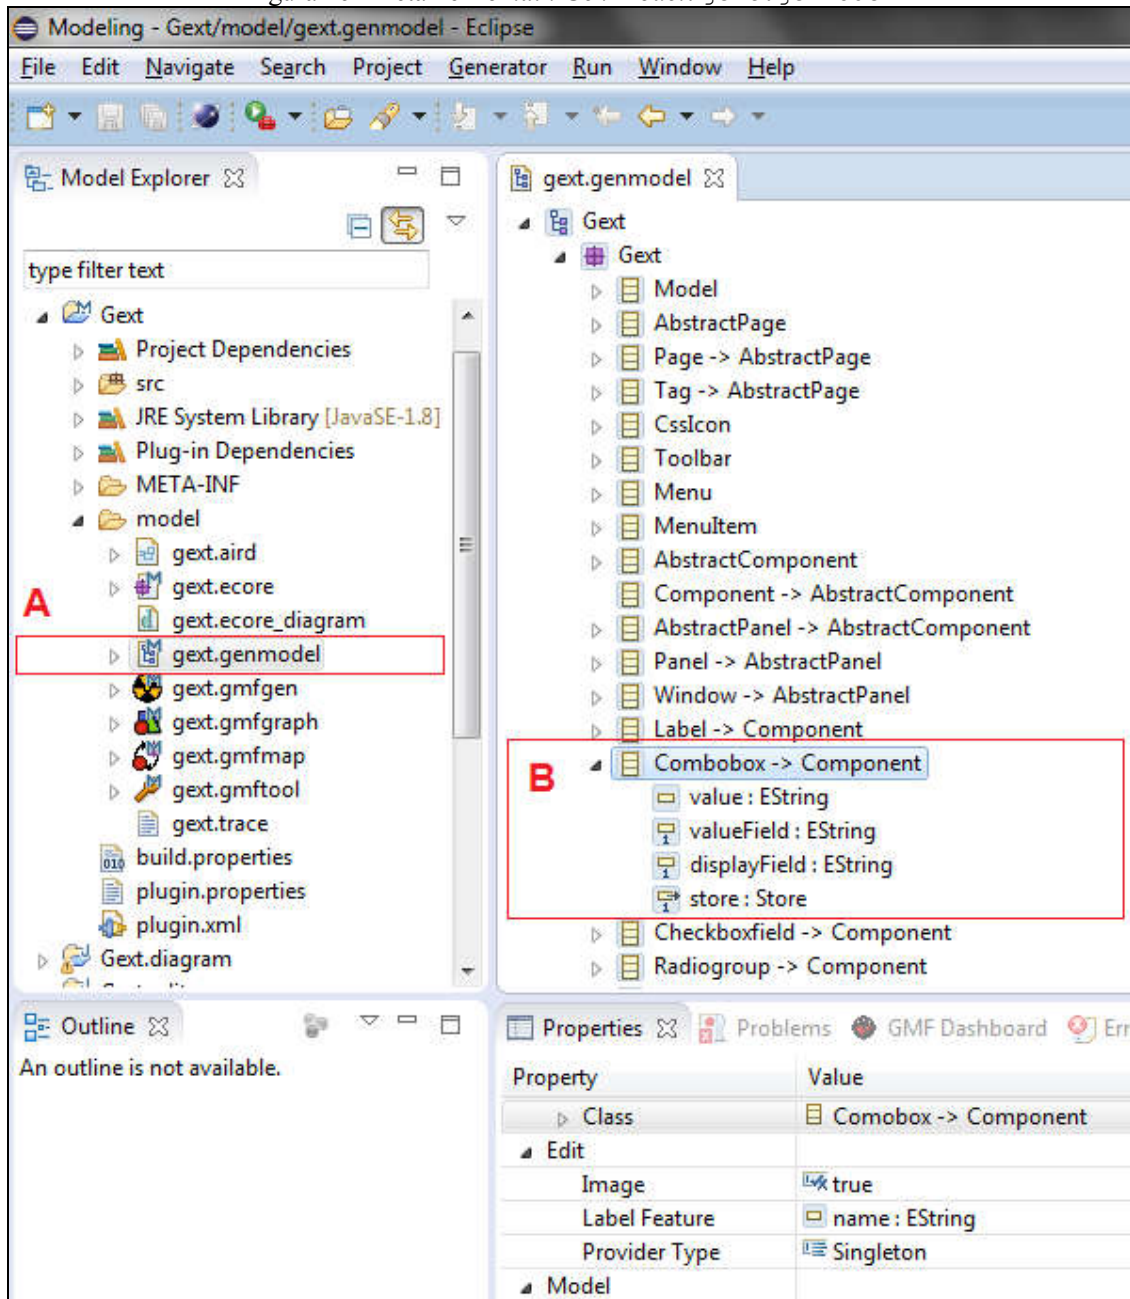 Modeling - Gext/model/gext.genmodel - Eclipse
File Edit Navigate Search Project Generator Run Window Help
Model Explorer
type filter text
Gext
Project Dependencies
src
JRE System Library [JavaSE-1.8]
Plug-in Dependencies
META-INF
model
gext.aird
gext.ecore
A
gext.ecore_diagram
gext.genmodel
gext.gmfgen
gext.gmfgraph
gext.gmfmap
gext.gmftool
gext.trace
build.properties
plugin.properties
plugin.xml
Gext.diagram
gext.genmodel
Gext
Gext
Model
AbstractPage
Page -> AbstractPage
Tag -> AbstractPage
CssIcon
Toolbar
Menu
MenuItem
AbstractComponent
Component -> AbstractComponent
AbstractPanel -> AbstractComponent
Panel -> AbstractPanel
Window -> AbstractPanel
Label -> Component
B
Combobox -> Component
value : EString
valueField : EString
displayField : EString
store : Store
Checkboxfield -> Component
Radiogroup -> Component
Outline
An outline is not available.
Properties Problems GMF Dashboard Err
Property Value
Class Comobox -> Component
Edit
Image true
Label Feature name : EString
Provider Type Singleton
Model